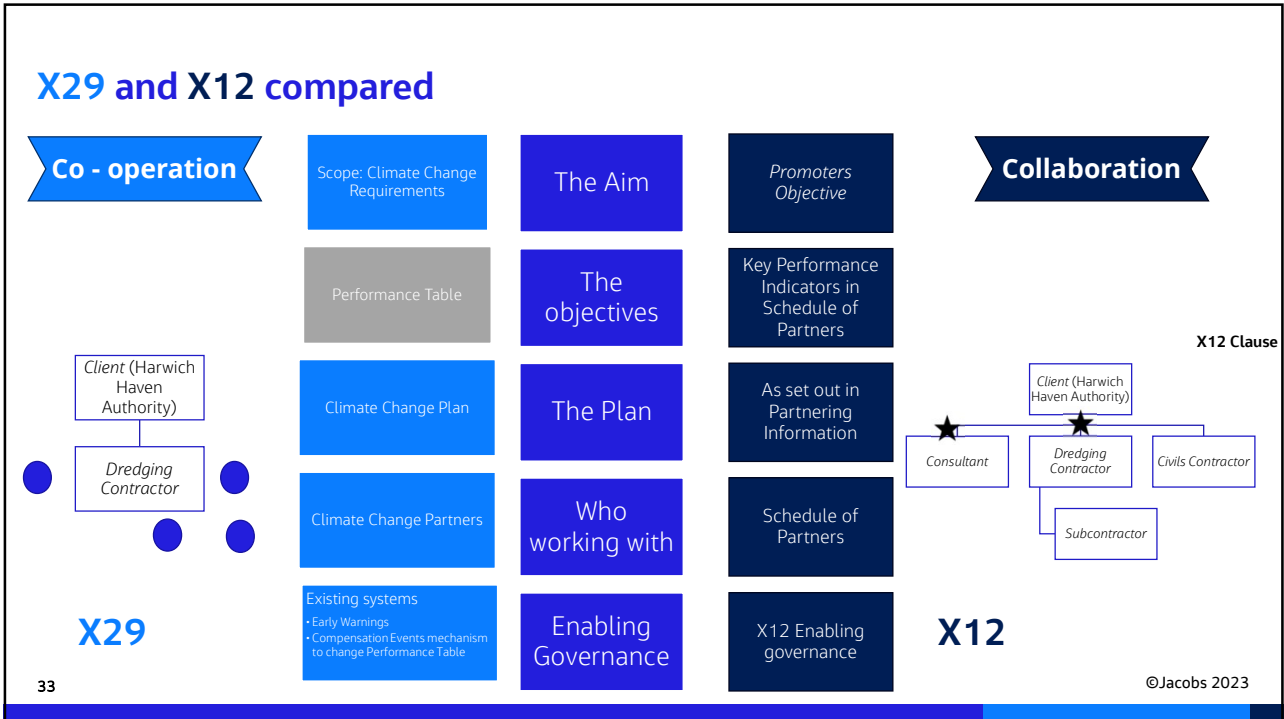 X29 and X12 compared
Co - operation
Scope: Climate Change
Requirements
The Aim
Promoters
Objective
Collaboration
Performance Table
The
objectives
Key Performance
Indicators in
Schedule of
Partners
Client (Harwich
Haven
Authority)
Dredging
Contractor
Climate Change Plan
The Plan
As set out in
Partnering
Information
X12 Clause
Client (Harwich
Haven Authority)
Consultant
Dredging
Contractor
Civils Contractor
Subcontractor
Climate Change Partners
Who
working with
Schedule of
Partners
X29
Existing systems
• Early Warnings
• Compensation Events mechanism
to change Performance Table
Enabling
Governance
X12 Enabling
governance
X12
33
©Jacobs 2023